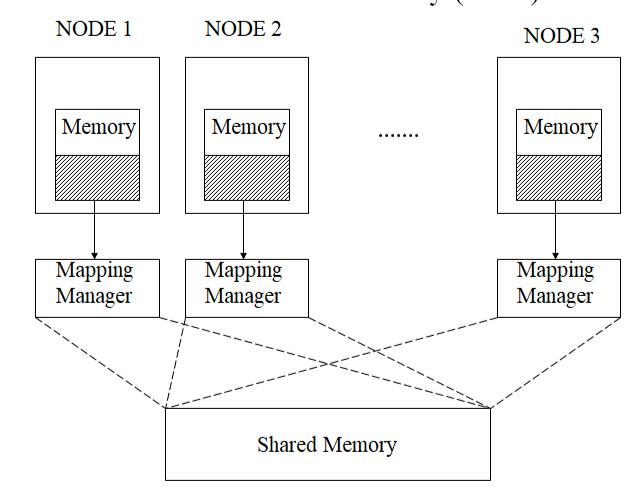 NODE 1
NODE 2
NODE 3
Memory
Memory
.......
Memory
Mapping
Manager
Mapping
Manager
Mapping
Manager
Shared Memory